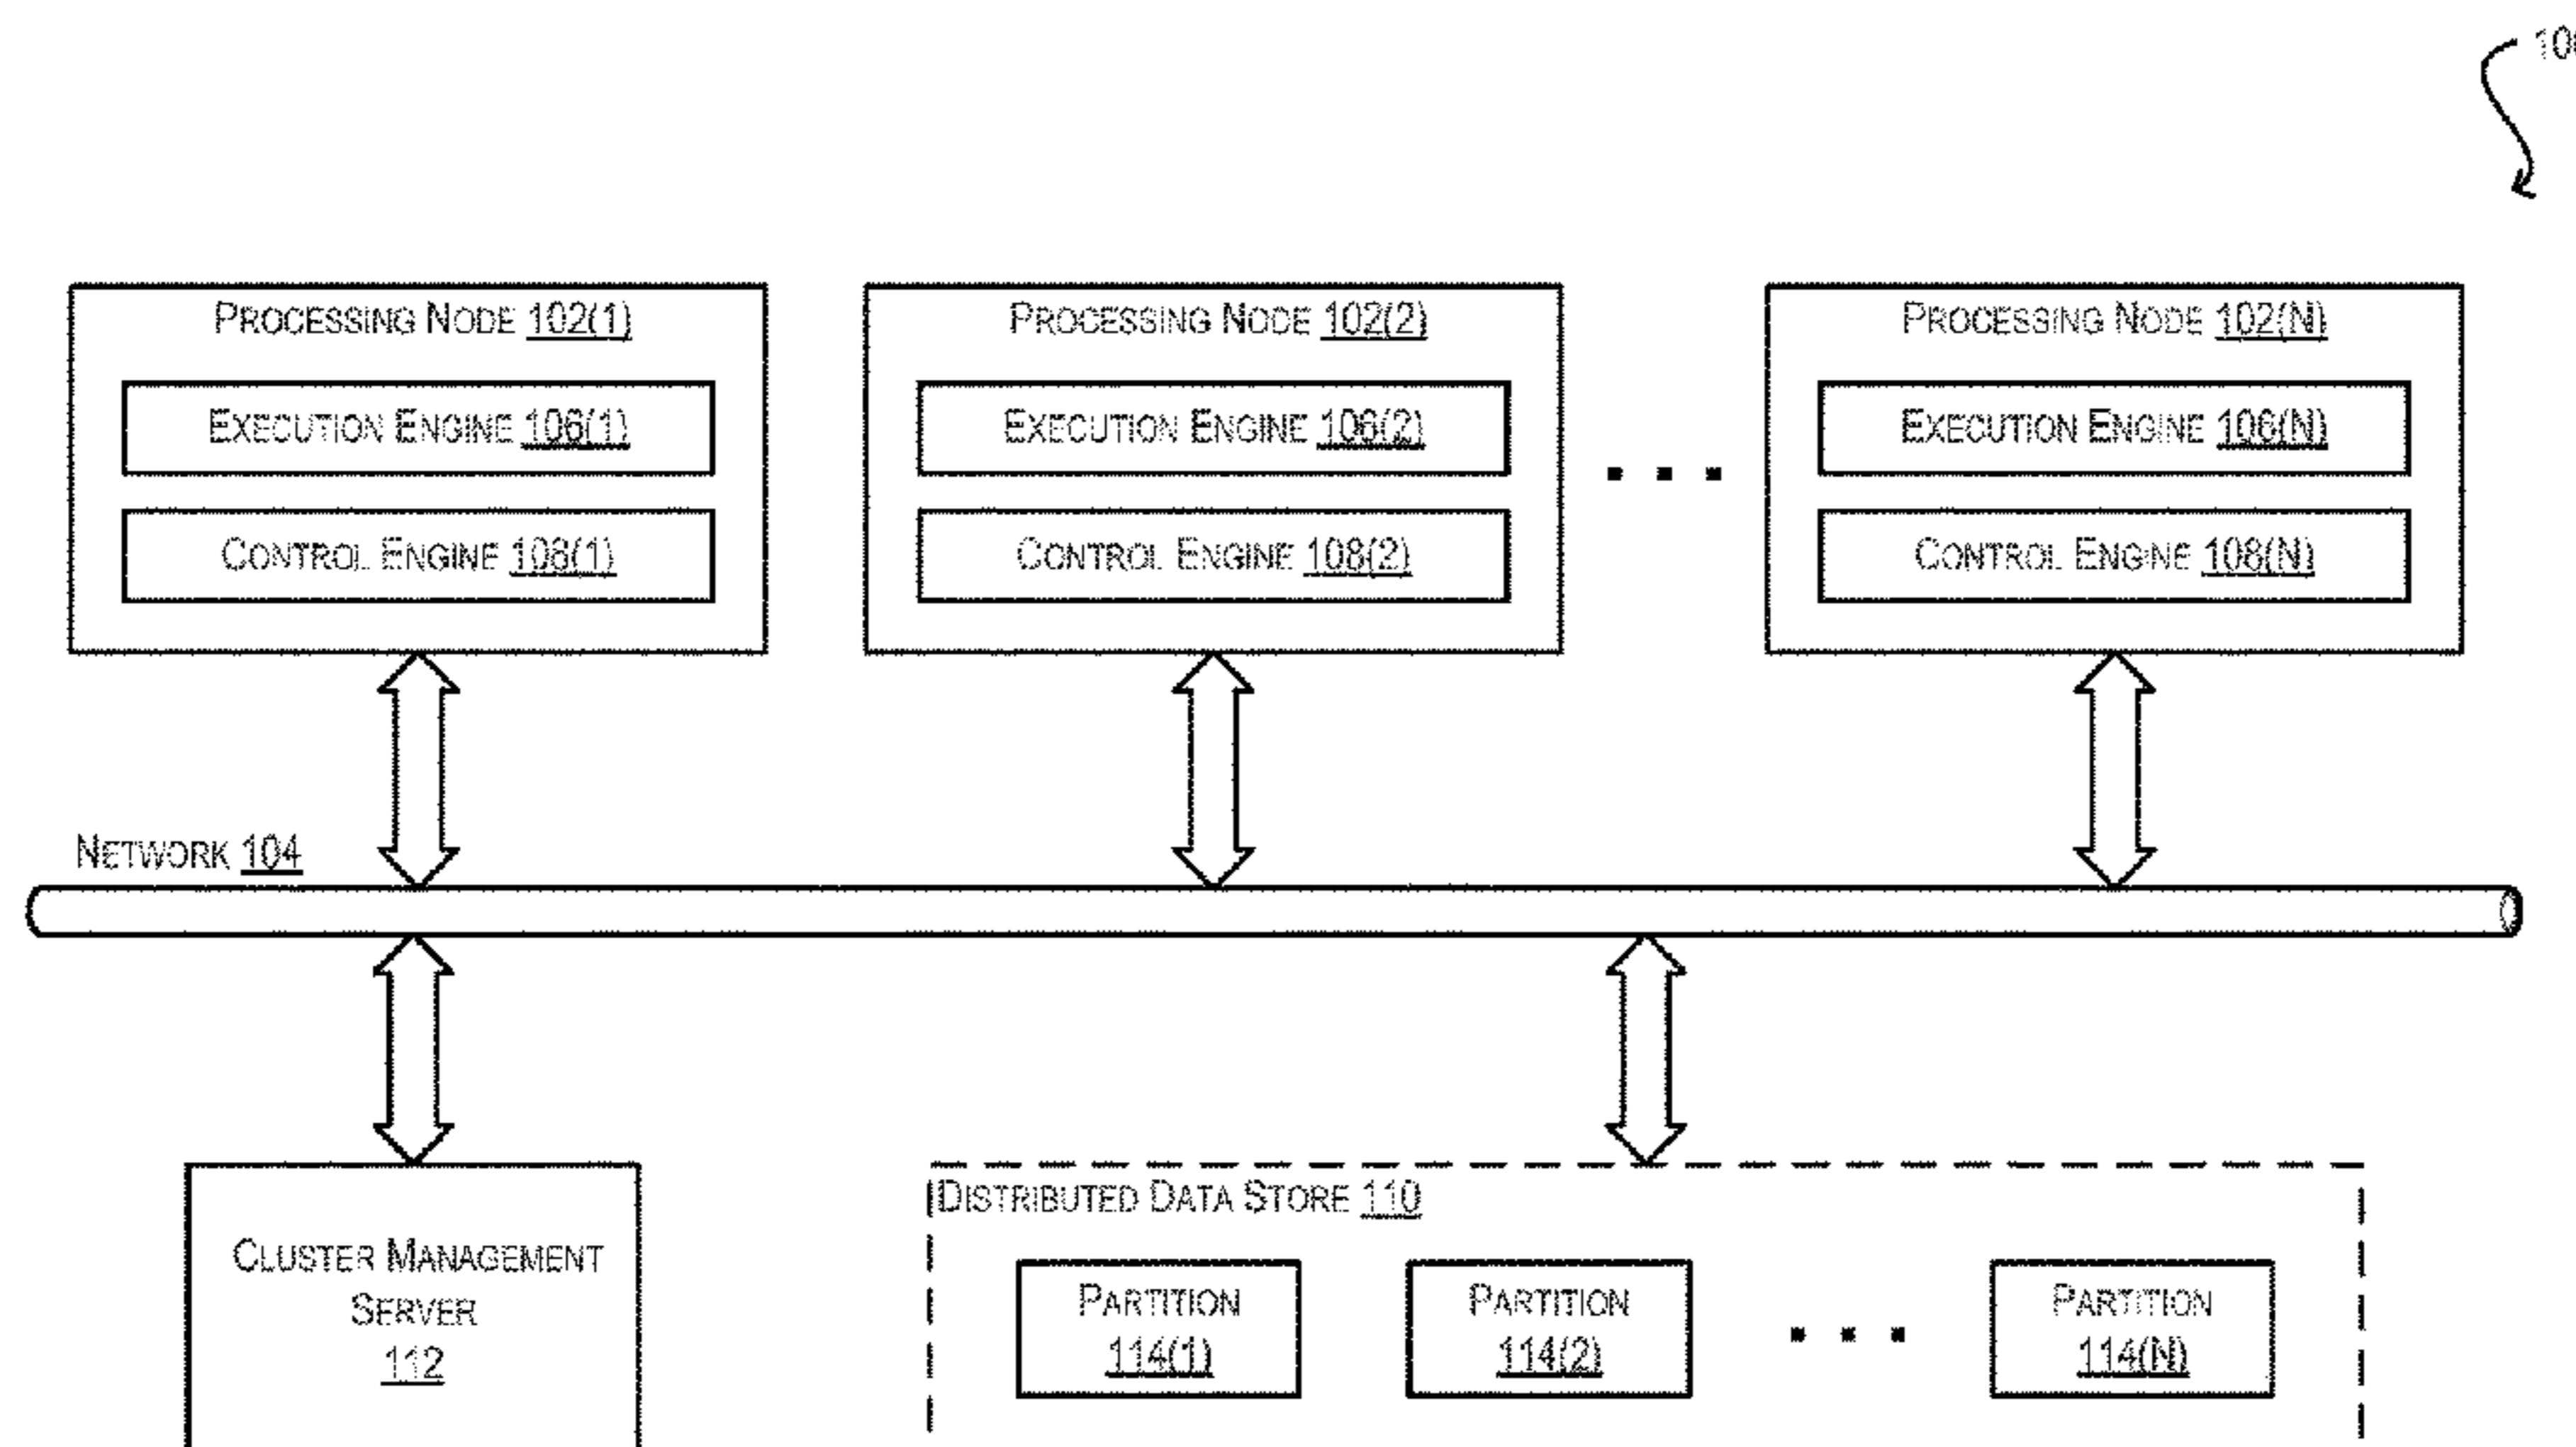 PROCESSING NODE 102(1)
EXECUTION ENGINE 106(1)
CONTROL ENGINE 108(1)
PROCESSING NODE 102(2)
EXECUTION ENGINE 106(2)
CONTROL ENGINE 108(2)
PROCESSING NODE 102(N)
EXECUTION ENGINE 106(N)
CONTROL ENGINE 108(N)
NETWORK 104
CLUSTER MANAGEMENT
SERVER
112
DISTRIBUTED DATA STORE 110
PARTITION
114(1)
PARTITION
114(2)
PARTITION
114(N)